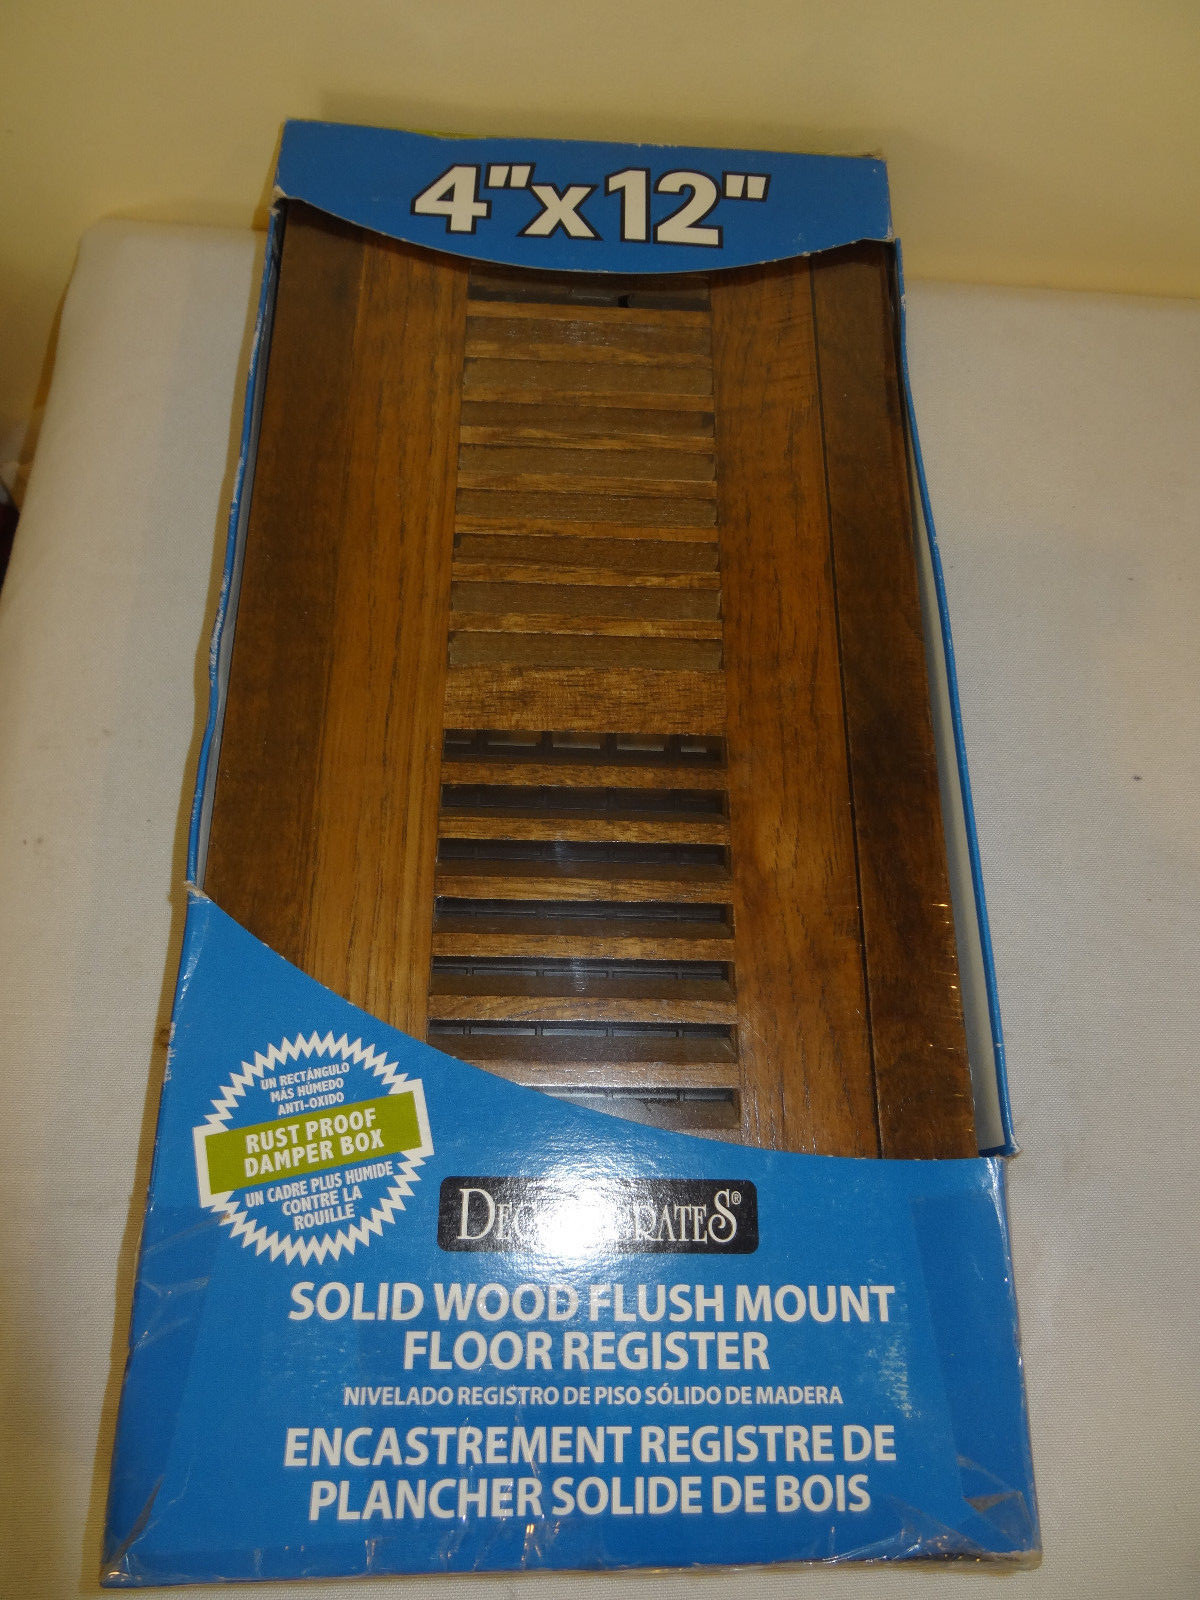 4"x12"
UN RECTÁNGULO
MÁS HÚMEDO
ANTI-OXIDO
RUST PROOF
DAMPER BOX
UN CADRE PLUS HUMIDE
CONTRE LA
ROUILLE
SOLID WOOD FLUSH MOUNT
FLOOR REGISTER
NIVELADO REGISTRO DE PISO SÓLIDO DE MADERA
ENCASTREMENT REGISTRE DE
PLANCHER SOLIDE DE BOIS